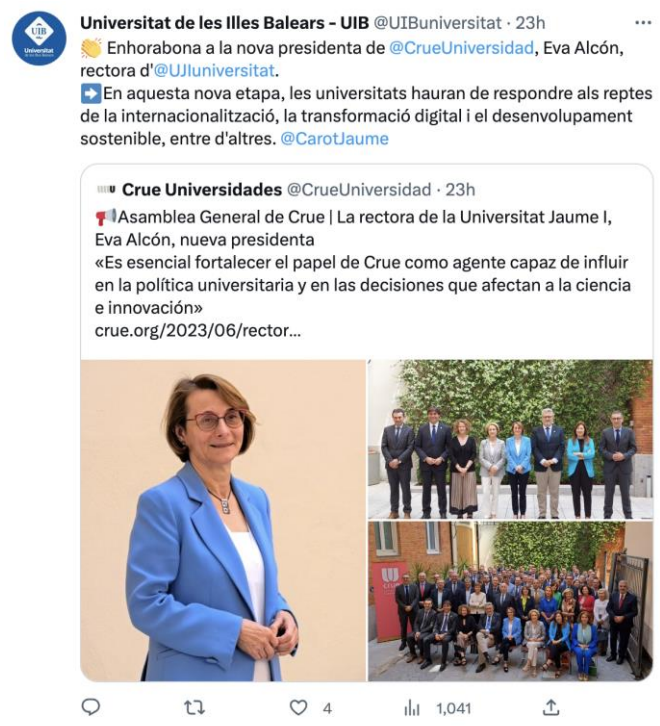 Universitat de les Illes Balears - UIB @UIBuniversitat · 23h
👏 Enhorabona a la nova presidenta de @CrueUniversidad, Eva Alcón,
rectora d'@UJIuniversitat.
➡️En aquesta nova etapa, les universitats hauran de respondre als reptes
de la internacionalització, la transformació digital i el desenvolupament
sostenible, entre d'altres. @CarotJaume
Crue Universidades @CrueUniversidad · 23h
📢Asamblea General de Crue | La rectora de la Universitat Jaume I,
Eva Alcón, nueva presidenta
«Es esencial fortalecer el papel de Crue como agente capaz de influir
en la política universitaria y en las decisiones que afectan a la ciencia
e innovación»
crue.org/2023/06/rector...
crue
4
1,041
UIB
Universitat